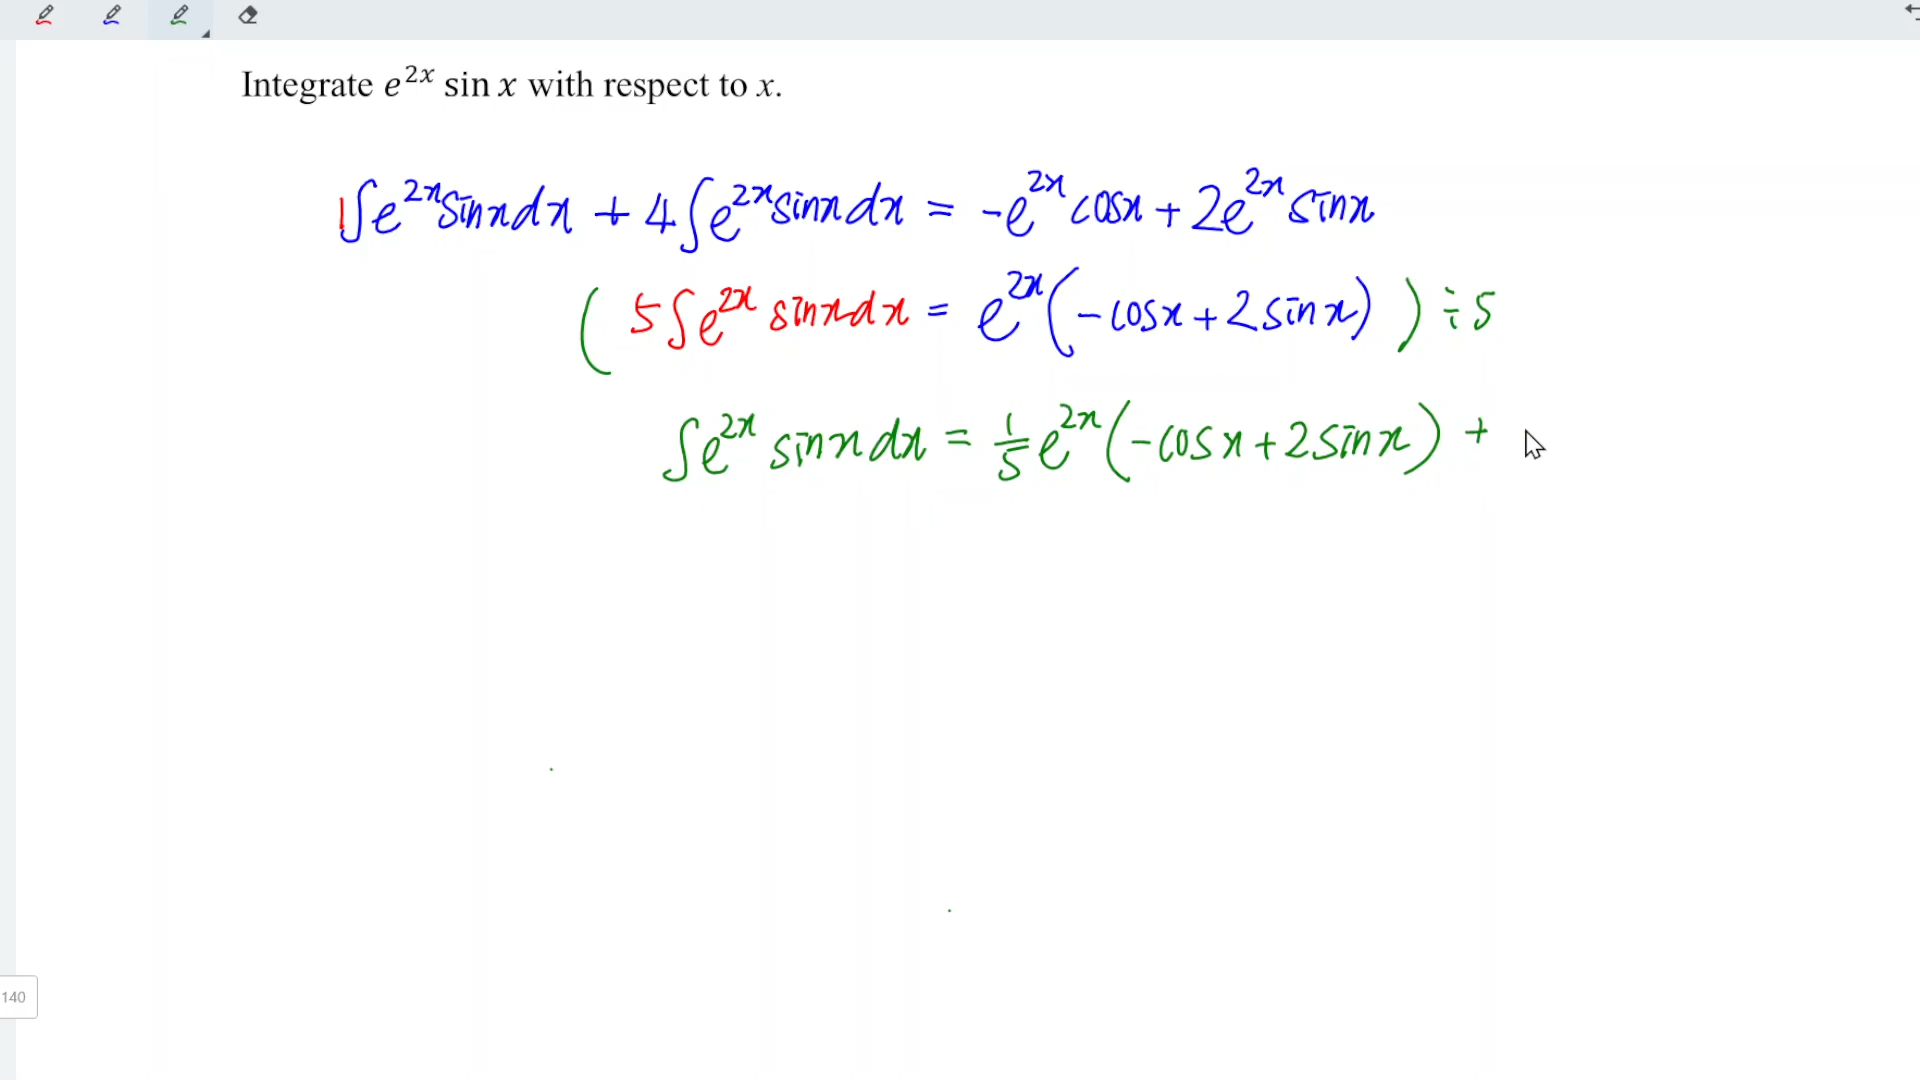 Integrate e^{2x} sin x with respect to x.
1∫e^{2x} sinx dx + 4∫e^{2x} sinx dx = -e^{2x} cosx + 2e^{2x} sinx
( 5∫e^{2x} sinx dx = e^{2x}(-cosx + 2sinx) ) ÷ 5
∫e^{2x} sinx dx = 1/5 e^{2x}(-cosx + 2sinx) +
140